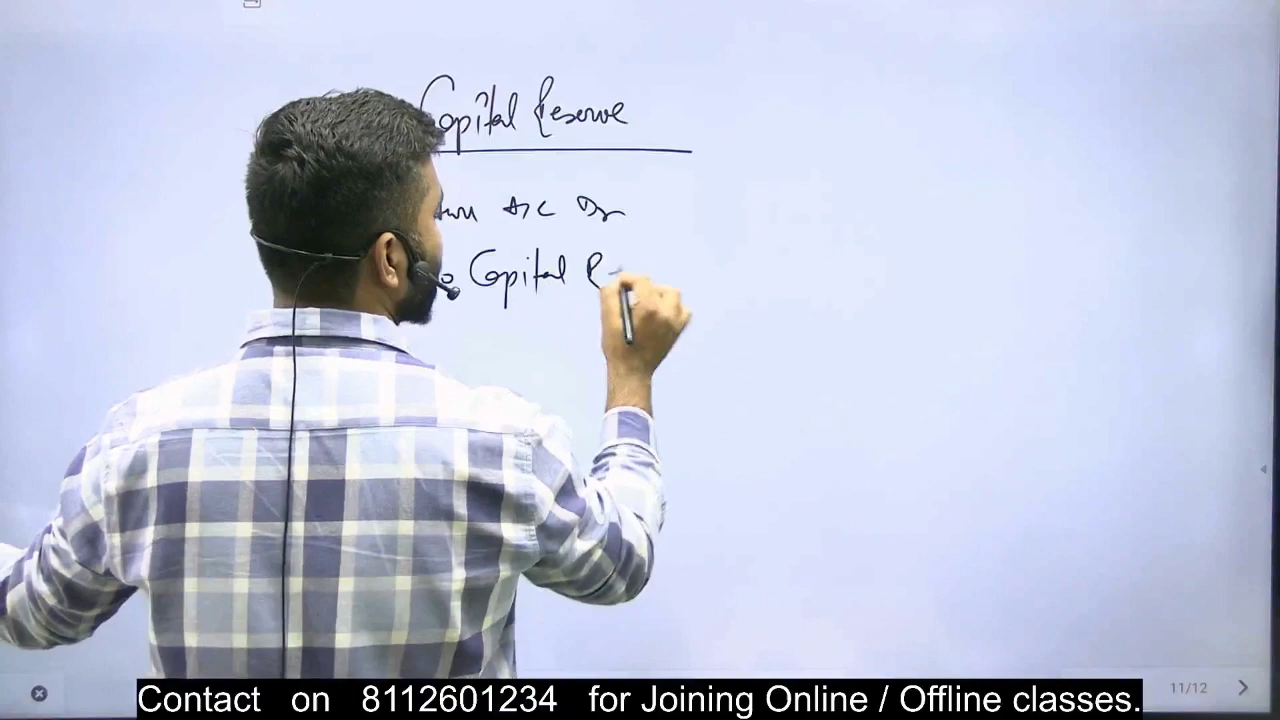 Capital Reserve
A/c Dr
Capital R
11/12
Contact on 8112601234 for Joining Online / Offline classes.